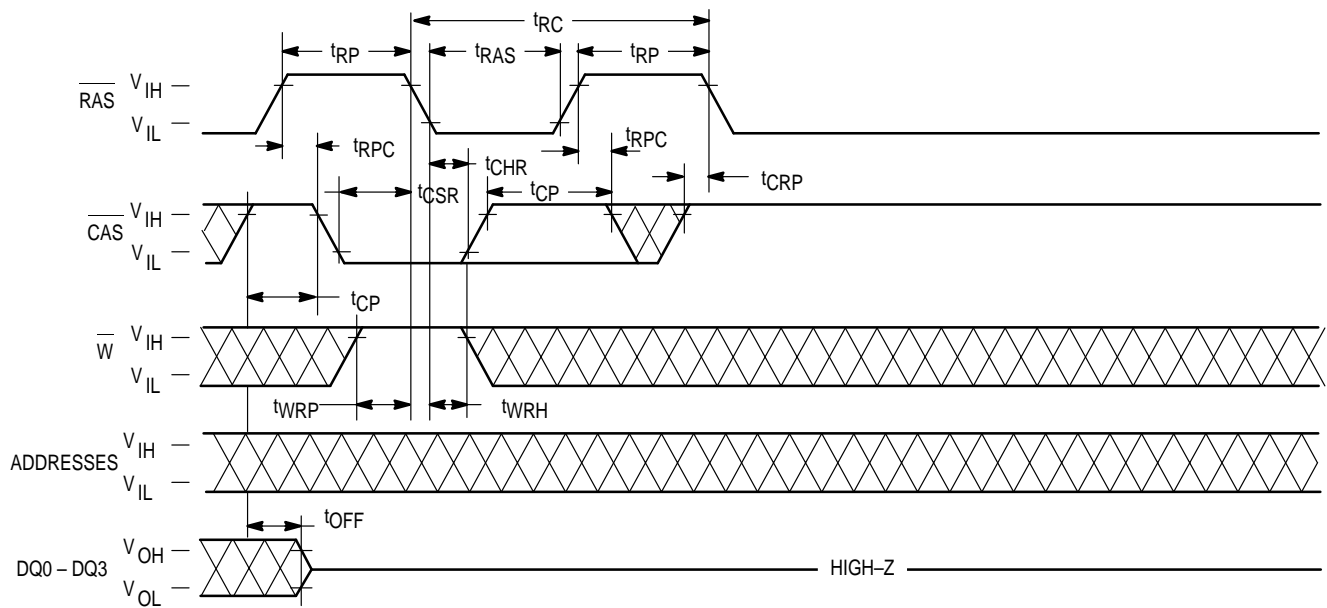 tRC
tRP tRAS tRP
RAS VIH
VIL
tRPC tCHR tRPC
tCSR tCP tCRP
CAS VIH
VIL
tCP
W VIH
VIL
tWRP tWRH
ADDRESSES VIH
VIL
tOFF
DQ0 – DQ3 VOH
HIGH–Z
VOL